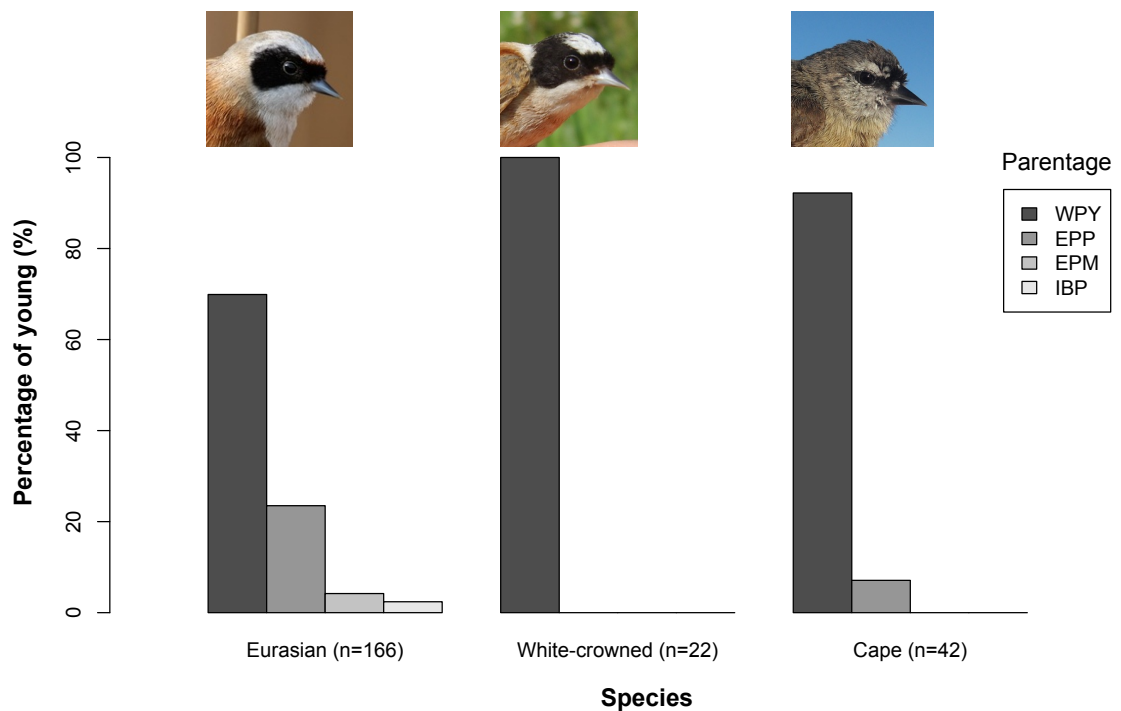 Parentage
WPY
EPP
EPM
IBP
Percentage of young (%)
100
80
60
40
20
0
Eurasian (n=166)
White-crowned (n=22)
Cape (n=42)
Species